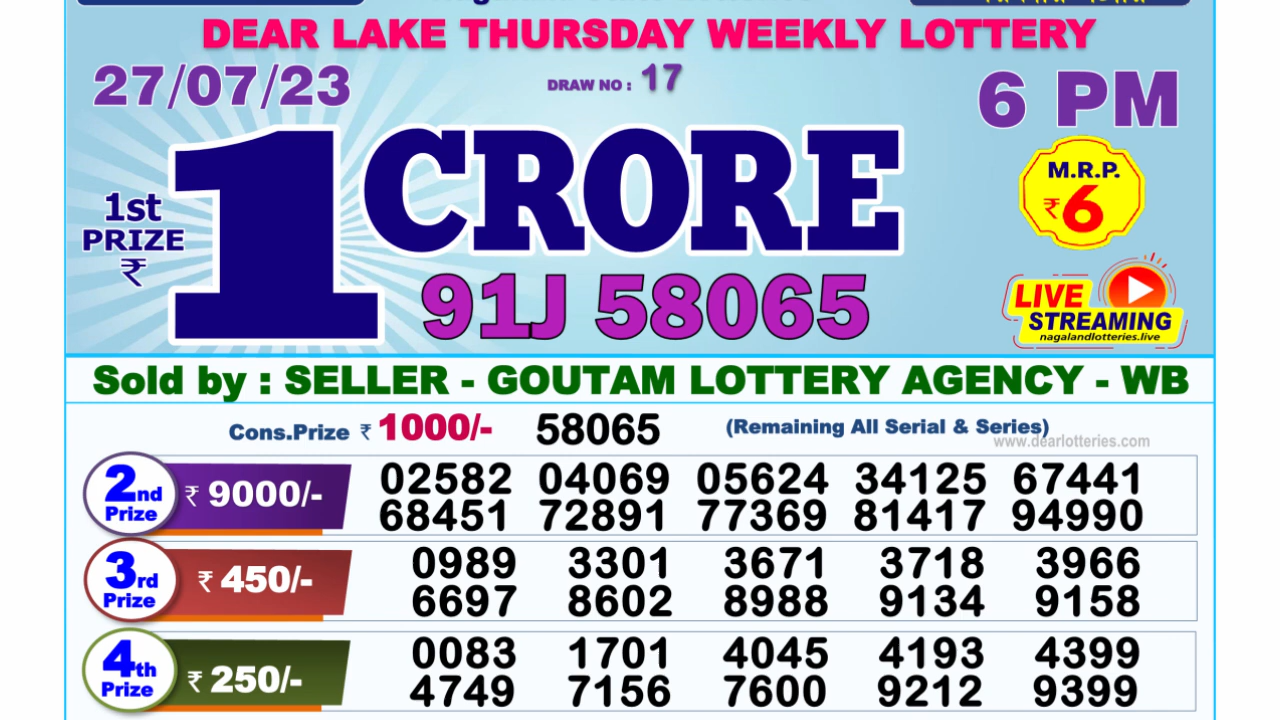 DEAR LAKE THURSDAY WEEKLY LOTTERY
27/07/23
DRAW NO : 17
6 PM
1st
PRIZE
₹
1 CRORE
91J 58065
M.R.P.
₹6
LIVE
STREAMING
nagalandlotteries.live
Sold by : SELLER - GOUTAM LOTTERY AGENCY - WB
Cons.Prize ₹ 1000/- 58065 (Remaining All Serial & Series)
www.dearlotteries.com
2nd
Prize
₹ 9000/-
02582 04069 05624 34125 67441
68451 72891 77369 81417 94990
3rd
Prize
₹ 450/-
0989 3301 3671 3718 3966
6697 8602 8988 9134 9158
4th
Prize
₹ 250/-
0083 1701 4045 4193 4399
4749 7156 7600 9212 9399